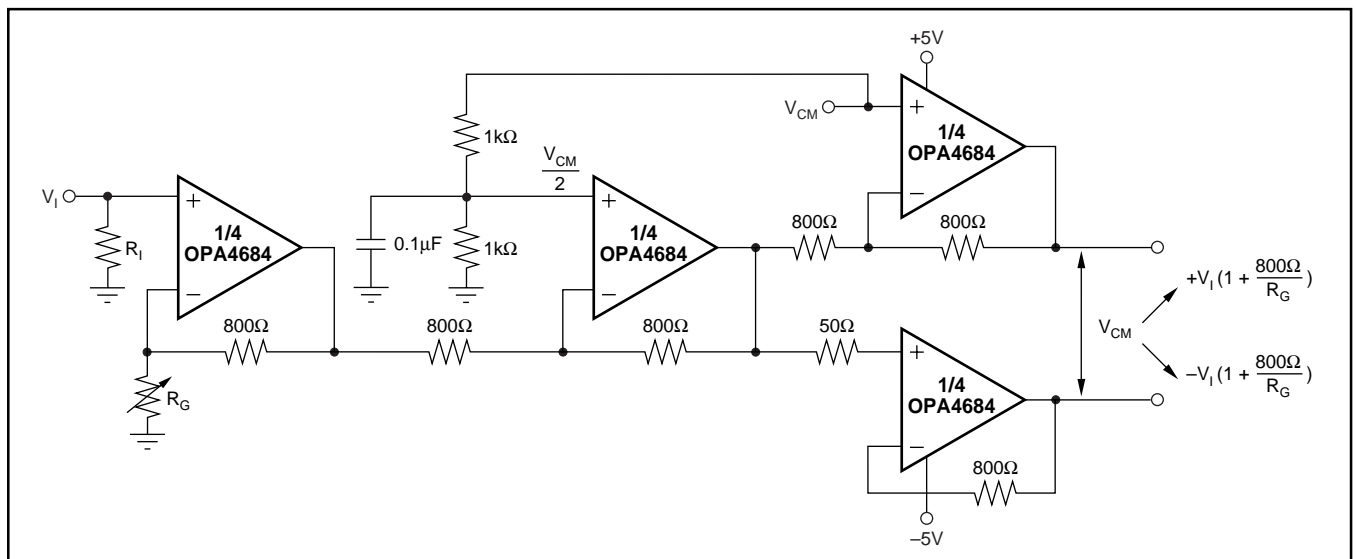 +5V
V_CM
+
1/4
OPA4684
−
1kΩ
V_CM/2
V_I
+
1/4
OPA4684
−
R_I
0.1µF
1kΩ
+
1/4
OPA4684
−
800Ω
800Ω
+V_I (1 + 800Ω/R_G)
V_CM
−V_I (1 + 800Ω/R_G)
800Ω
800Ω
800Ω
50Ω
+
1/4
OPA4684
−
R_G
800Ω
−5V